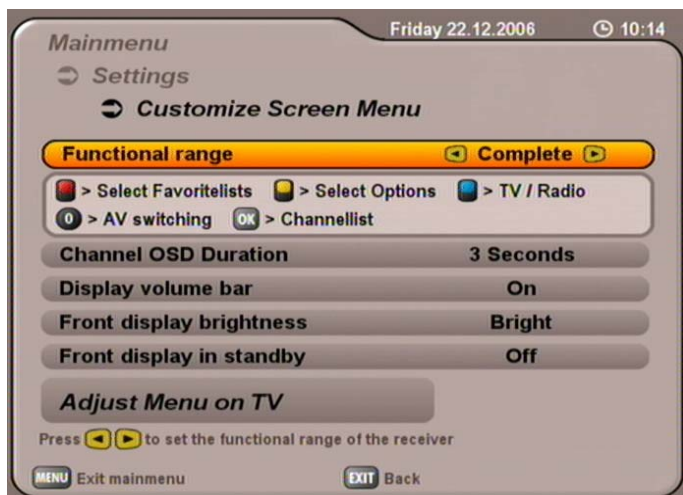 Friday 22.12.2006 10:14
Mainmenu
Settings
Customize Screen Menu
Functional range Complete
> Select Favoritelists > Select Options > TV / Radio
0 > AV switching OK > Channellist
Channel OSD Duration 3 Seconds
Display volume bar On
Front display brightness Bright
Front display in standby Off
Adjust Menu on TV
Press to set the functional range of the receiver
MENU Exit mainmenu EXIT Back